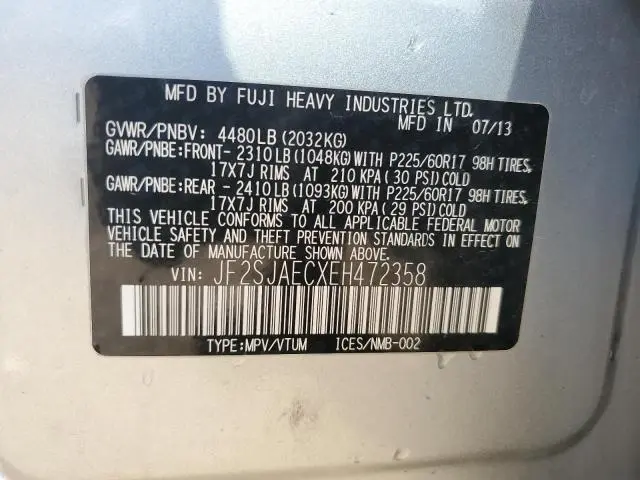 MFD BY FUJI HEAVY INDUSTRIES LTD.
MFD IN 07/13
GVWR/PNBV: 4480LB(2032KG)
GAWR/PNBE:FRONT- 2310LB(1048KG)WITH P225/60R17 98H TIRES,
17X7J RIMS AT 210 KPA(30 PSI)COLD
GAWR/PNBE:REAR - 2410LB(1093KG)WITH P225/60R17 98H TIRES,
17X7J RIMS AT 200 KPA(29 PSI)COLD
THIS VEHICLE CONFORMS TO ALL APPLICABLE FEDERAL MOTOR
VEHICLE SAFETY AND THEFT PREVENTION STANDARDS IN EFFECT ON
THE DATE OF MANUFACTURE SHOWN ABOVE.
VIN: JF2SJAECXEH472358
TYPE:MPV/VTUM ICES/NMB-002